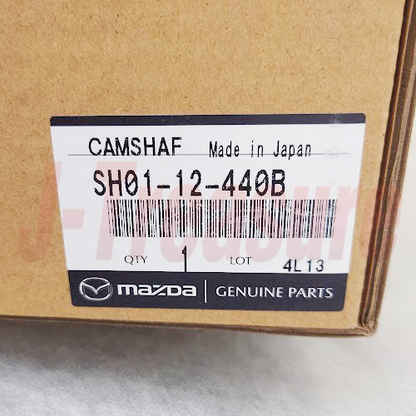 CAMSHAF Made in Japan
SH01-12-440B
J-Treasure
QTY 1 LOT 4L13
mazda GENUINE PARTS